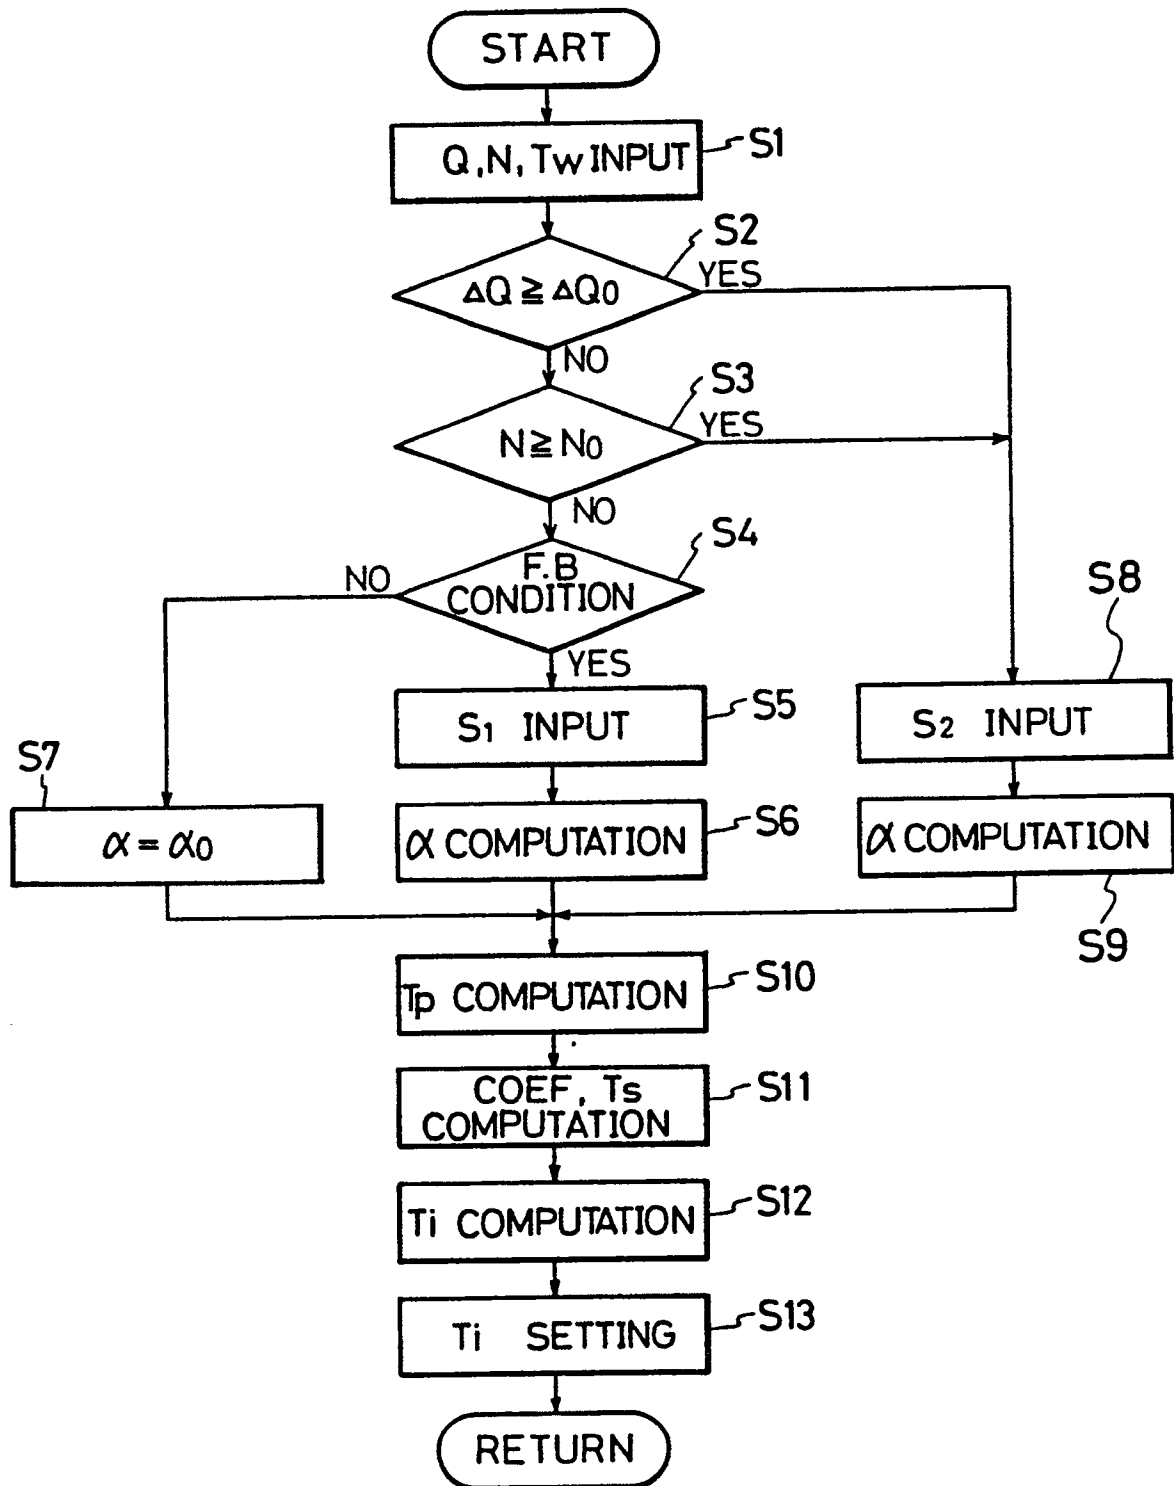 START
Q, N, Tw INPUT
S1
S2
ΔQ ≧ ΔQ0
YES
NO
S3
N ≧ N0
YES
NO
S4
F.B
CONDITION
NO
YES
S1 INPUT
S5
S8
S2 INPUT
S7
α = α0
α COMPUTATION
S6
α COMPUTATION
S9
Tp COMPUTATION
S10
COEF, Ts
COMPUTATION
S11
Ti COMPUTATION
S12
Ti SETTING
S13
RETURN